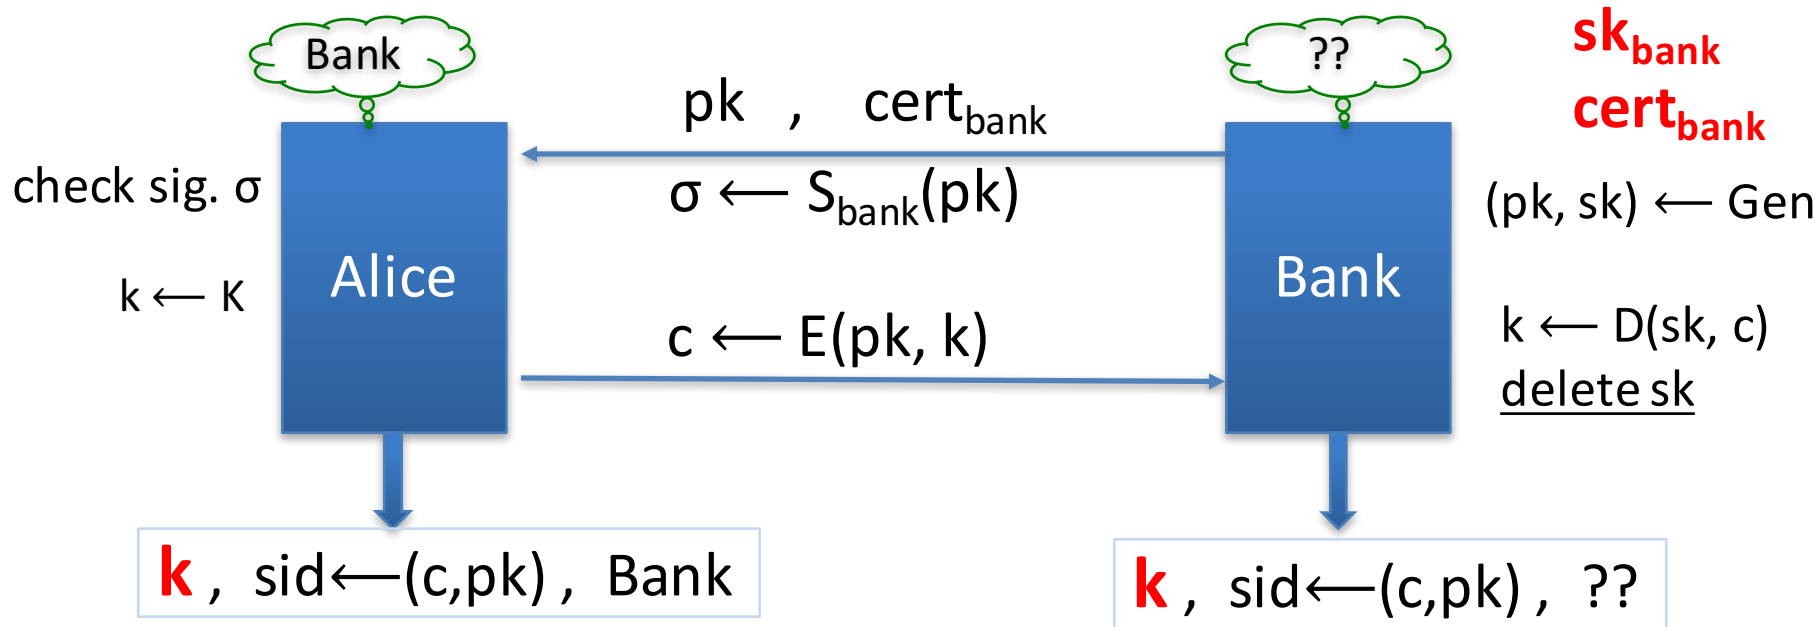 Bank
??
sk_bank
cert_bank
pk , cert_bank
σ ⟵ S_bank(pk)
check sig. σ
(pk, sk) ⟵ Gen
Alice
Bank
k ⟵ K
c ⟵ E(pk, k)
k ⟵ D(sk, c)
delete sk
k , sid⟵(c,pk) , Bank
k , sid⟵(c,pk) , ??